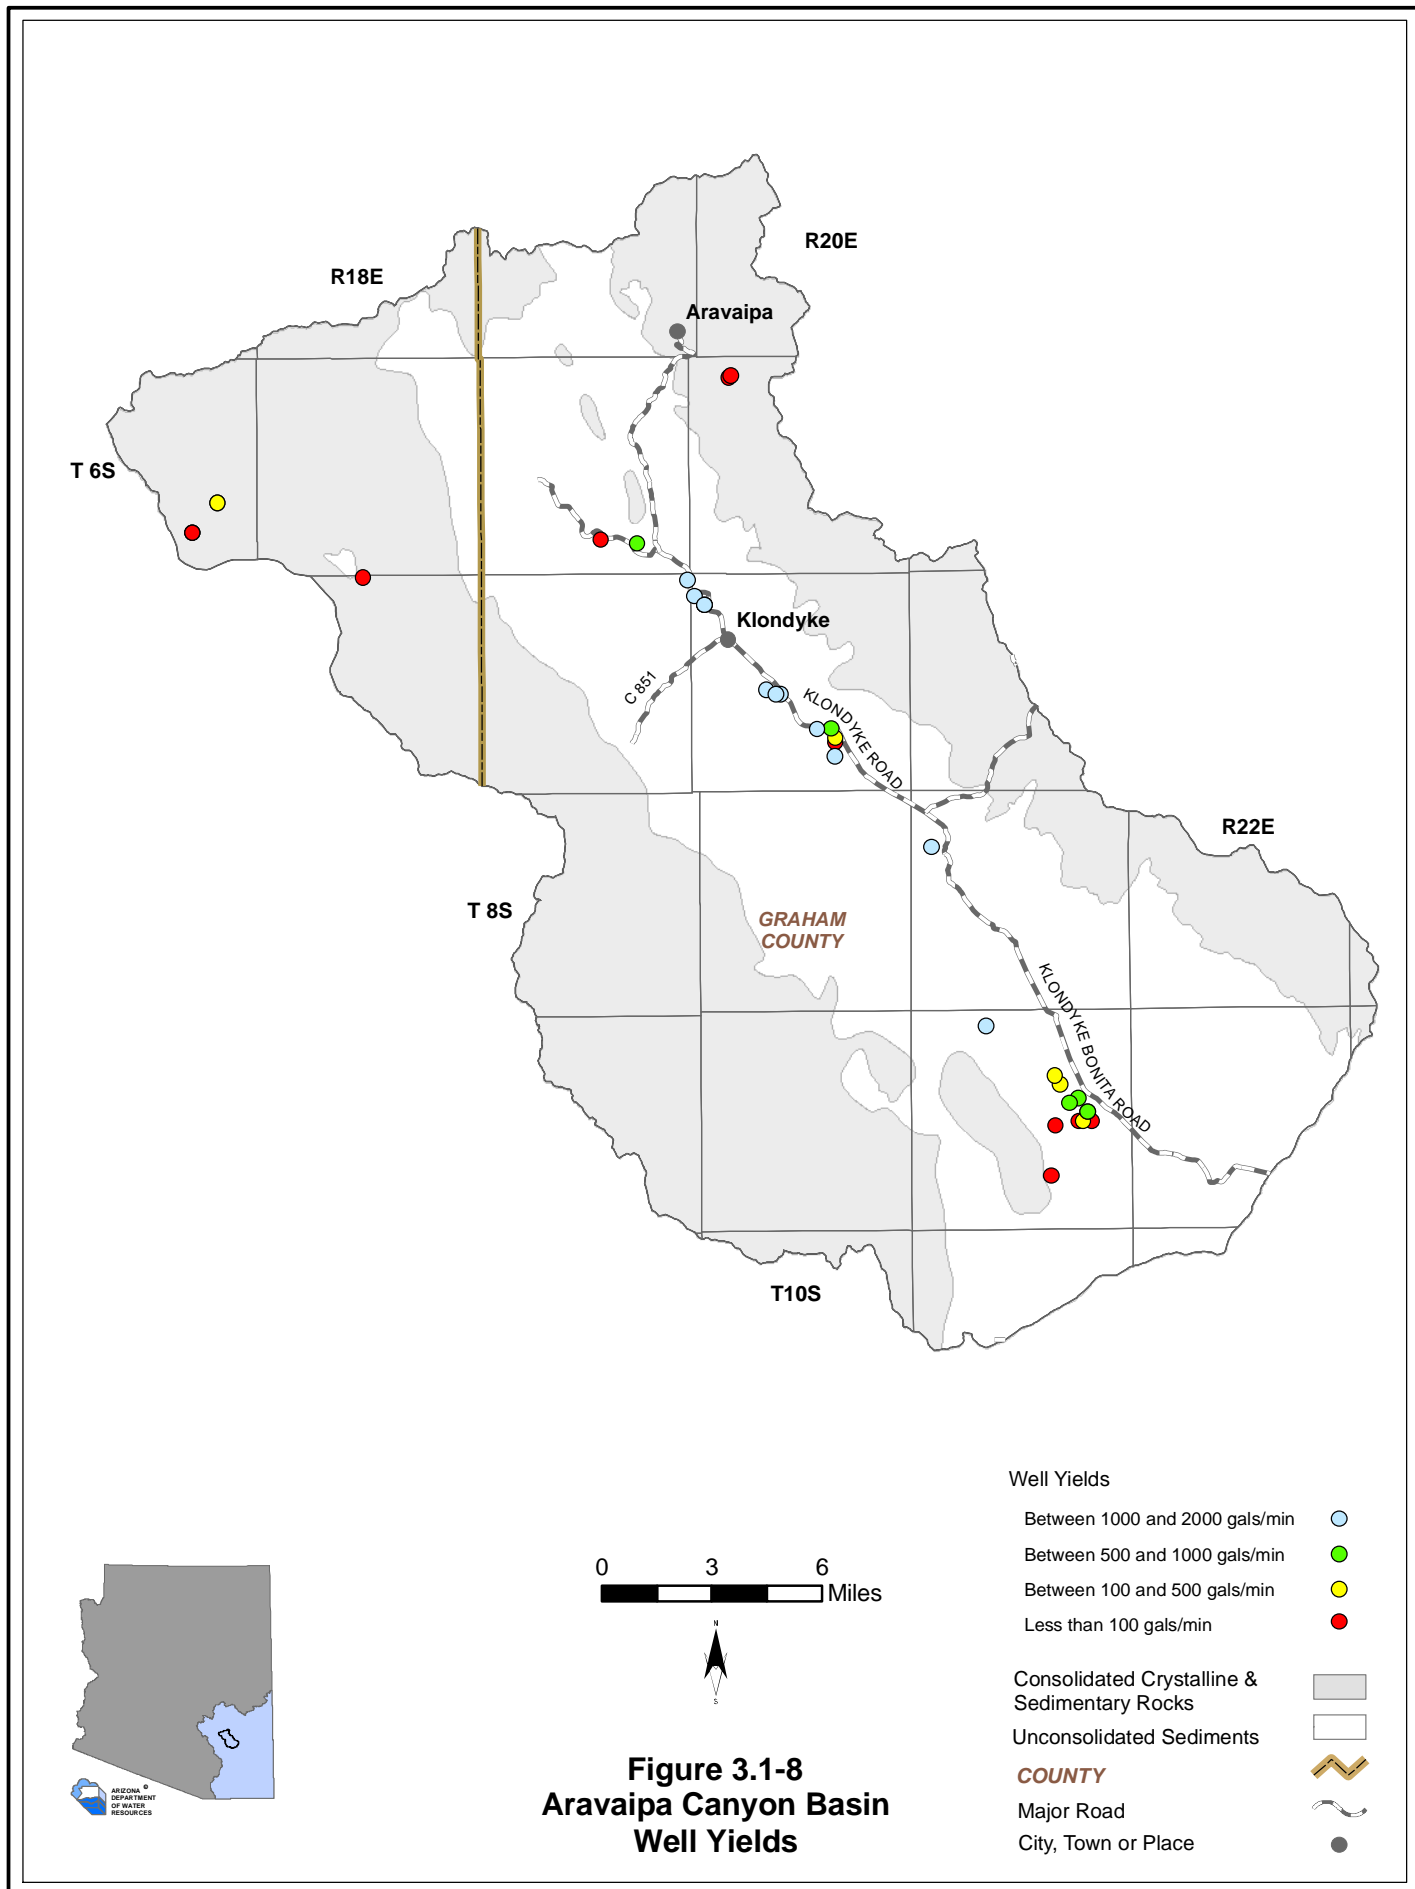 R20E
R18E
Aravaipa
T 6S
Klondyke
C 851
KLONDYKE ROAD
R22E
T 8S
GRAHAM
COUNTY
KLONDYKE BONITA ROAD
T10S
Well Yields
Between 1000 and 2000 gals/min
Between 500 and 1000 gals/min
Between 100 and 500 gals/min
Less than 100 gals/min
0 3 6
Miles
N
S
Consolidated Crystalline &
Sedimentary Rocks
Unconsolidated Sediments
COUNTY
Major Road
City, Town or Place
Figure 3.1-8
Aravaipa Canyon Basin
Well Yields
ARIZONA ©
DEPARTMENT
OF WATER
RESOURCES